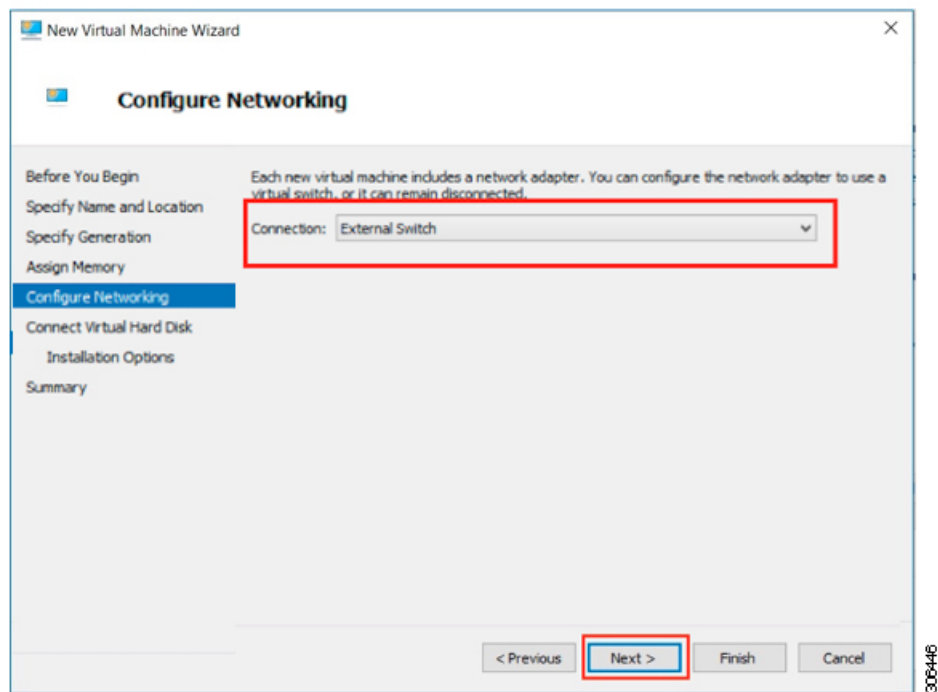 New Virtual Machine Wizard
Configure Networking
Before You Begin
Specify Name and Location
Specify Generation
Assign Memory
Configure Networking
Connect Virtual Hard Disk
Installation Options
Summary
Each new virtual machine includes a network adapter. You can configure the network adapter to use a
virtual switch, or it can remain disconnected.
Connection: External Switch
< Previous
Next >
Finish
Cancel
306446